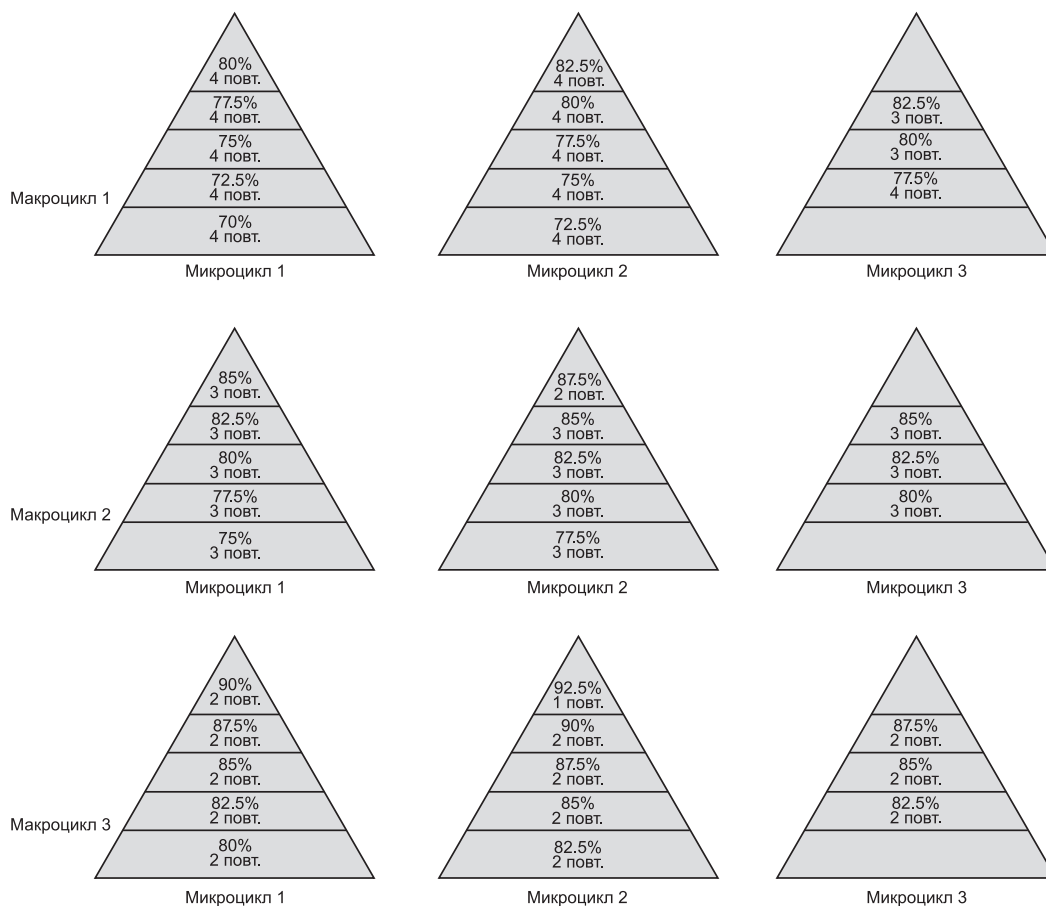 80%
4 повт.
77.5%
4 повт.
75%
4 повт.
72.5%
4 повт.
70%
4 повт.
82.5%
4 повт.
80%
4 повт.
77.5%
4 повт.
75%
4 повт.
72.5%
4 повт.
82.5%
3 повт.
80%
3 повт.
77.5%
4 повт.
Макроцикл 1
Микроцикл 1
Микроцикл 2
Микроцикл 3
85%
3 повт.
82.5%
3 повт.
80%
3 повт.
77.5%
3 повт.
75%
3 повт.
87.5%
2 повт.
85%
3 повт.
82.5%
3 повт.
80%
3 повт.
77.5%
3 повт.
85%
3 повт.
82.5%
3 повт.
80%
3 повт.
Макроцикл 2
Микроцикл 1
Микроцикл 2
Микроцикл 3
90%
2 повт.
87.5%
2 повт.
85%
2 повт.
82.5%
2 повт.
80%
2 повт.
92.5%
1 повт.
90%
2 повт.
87.5%
2 повт.
85%
2 повт.
82.5%
2 повт.
87.5%
2 повт.
85%
2 повт.
82.5%
2 повт.
Макроцикл 3
Микроцикл 1
Микроцикл 2
Микроцикл 3